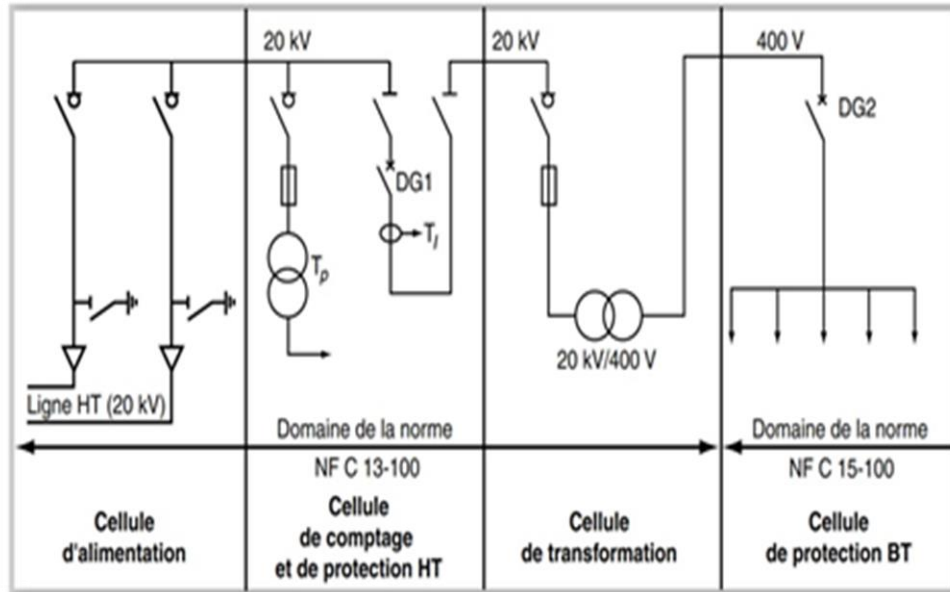 20 kV
20 kV
400 V
DG2
DG1
Tp
TI
20 kV/400 V
Ligne HT (20 kV)
Domaine de la norme
NF C 13-100
Domaine de la norme
NF C 15-100
Cellule
d'alimentation
Cellule
de comptage
et de protection HT
Cellule
de transformation
Cellule
de protection BT